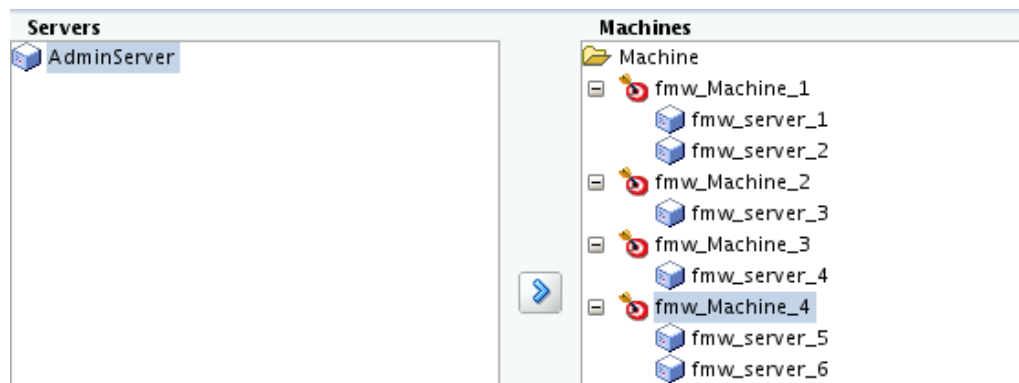 Servers
AdminServer
Machines
Machine
fmw_Machine_1
fmw_server_1
fmw_server_2
fmw_Machine_2
fmw_server_3
fmw_Machine_3
fmw_server_4
fmw_Machine_4
fmw_server_5
fmw_server_6